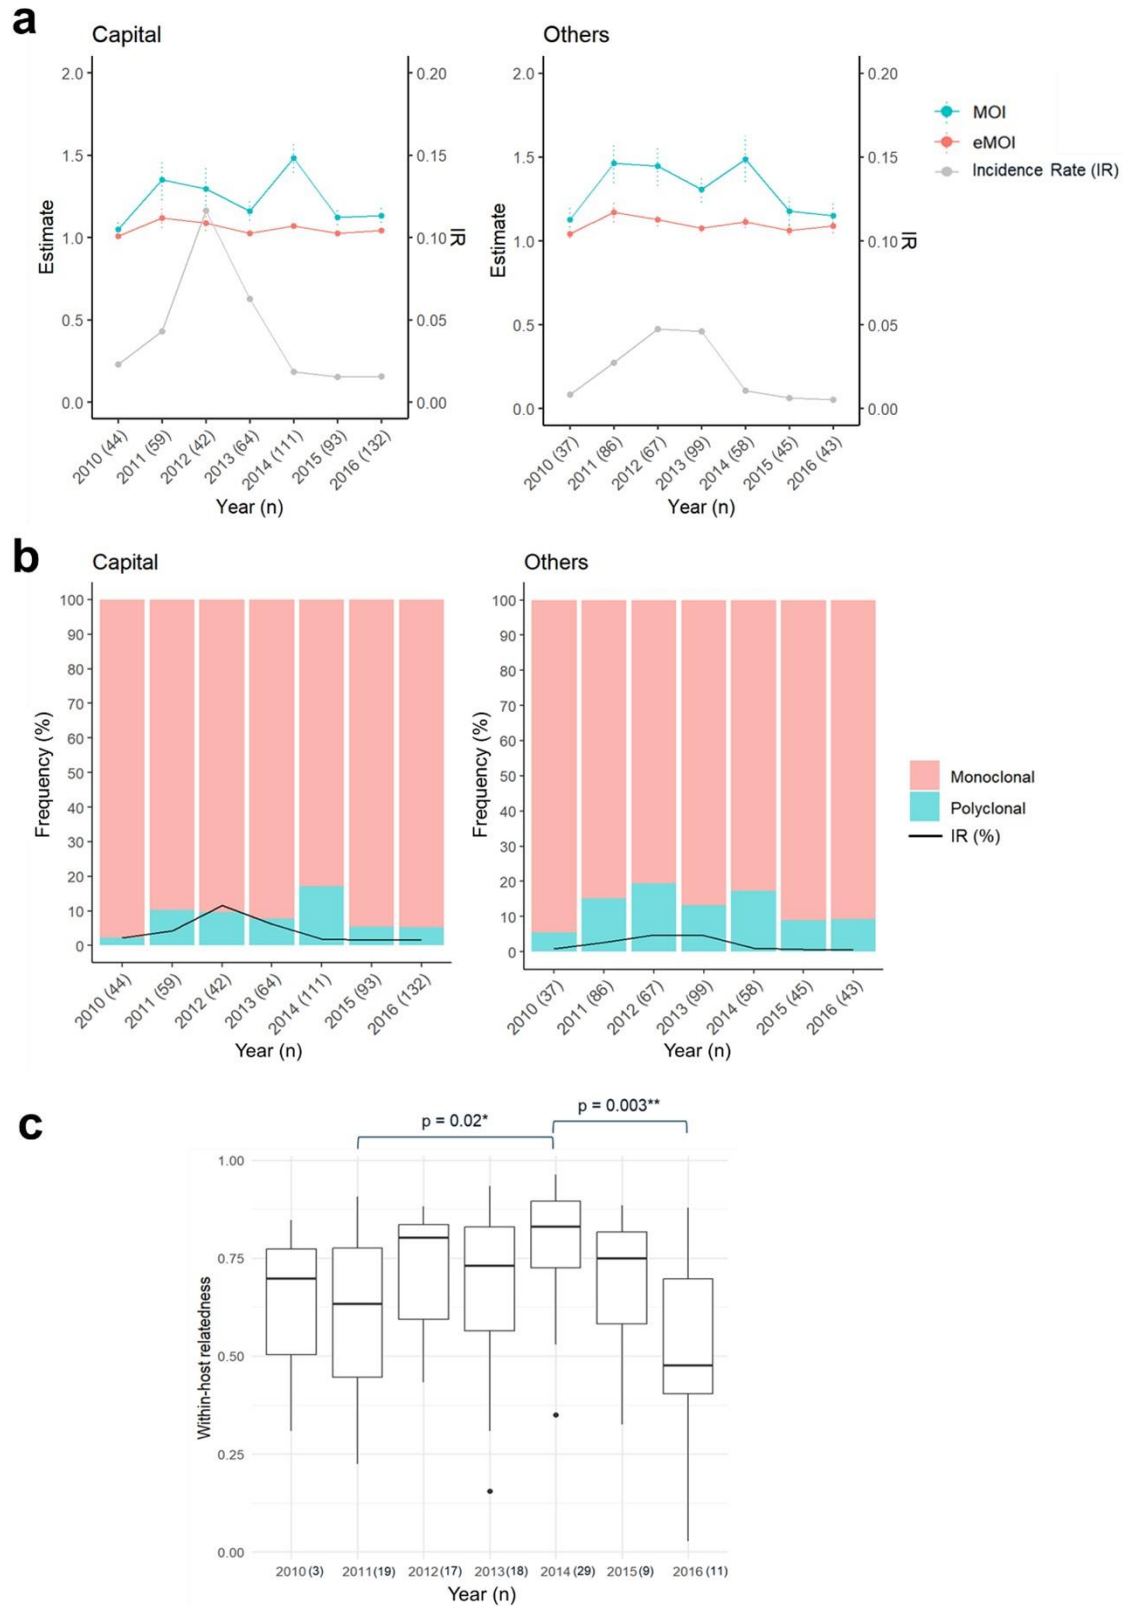 a
Capital
Others
2.0
1.5
1.0
0.5
0.0
Estimate
0.20
0.15
0.10
0.05
0.00
IR
2010 (44)
2011 (59)
2012 (42)
2013 (64)
2014 (111)
2015 (93)
2016 (132)
Year (n)
2.0
1.5
1.0
0.5
0.0
Estimate
0.20
0.15
0.10
0.05
0.00
IR
2010 (37)
2011 (86)
2012 (67)
2013 (99)
2014 (58)
2015 (45)
2016 (43)
Year (n)
MOI
eMOI
Incidence Rate (IR)
b
Capital
Others
100
90
80
70
60
50
40
30
20
10
0
Frequency (%)
2010 (44)
2011 (59)
2012 (42)
2013 (64)
2014 (111)
2015 (93)
2016 (132)
Year (n)
100
90
80
70
60
50
40
30
20
10
0
Frequency (%)
2010 (37)
2011 (86)
2012 (67)
2013 (99)
2014 (58)
2015 (45)
2016 (43)
Year (n)
Monoclonal
Polyclonal
IR (%)
c
p = 0.02*
p = 0.003**
1.00
0.75
0.50
0.25
0.00
Within-host relatedness
2010 (3) 2011 (19) 2012 (17) 2013 (18) 2014 (29) 2015 (9) 2016 (11)
Year (n)